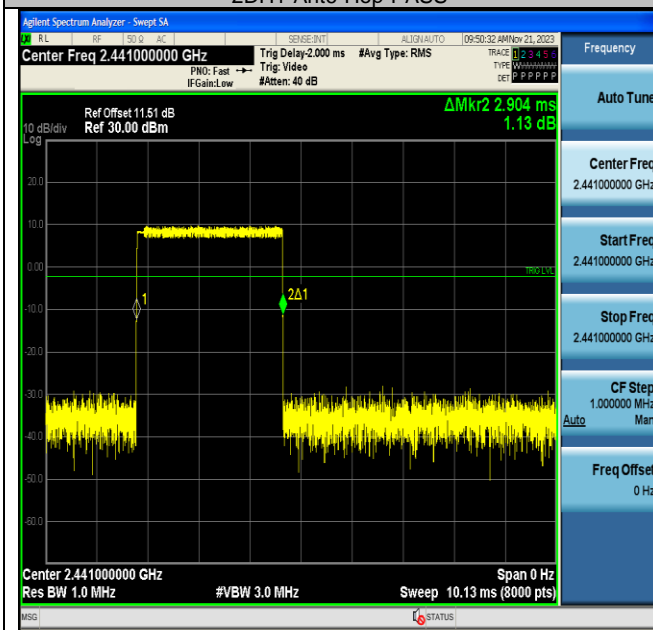 Agilent Spectrum Analyzer - Swept SA
RL RF 50 Ω AC SENSE:INT ALIGNAUTO 09:50:32 AMNov 21, 2023
Center Freq 2.441000000 GHz
PNO: Fast
IFGain:Low
Trig Delay-2.000 ms
Trig: Video
#Atten: 40 dB
#Avg Type: RMS
TRACE 1 2 3 4 5 6
TYPE
DET P P P P P P
Frequency
Auto Tune
ΔMkr2 2.904 ms
1.13 dB
Ref Offset 11.51 dB
10 dB/div Ref 30.00 dBm
Log
20.0
10.0
0.00
-10.0
-20.0
-30.0
-40.0
-50.0
-60.0
TRIG LVL
1
2Δ1
Center Freq
2.441000000 GHz
Start Freq
2.441000000 GHz
Stop Freq
2.441000000 GHz
CF Step
1.000000 MHz
Auto Man
Freq Offset
0 Hz
Center 2.441000000 GHz Span 0 Hz
Res BW 1.0 MHz #VBW 3.0 MHz Sweep 10.13 ms (8000 pts)
MSG STATUS